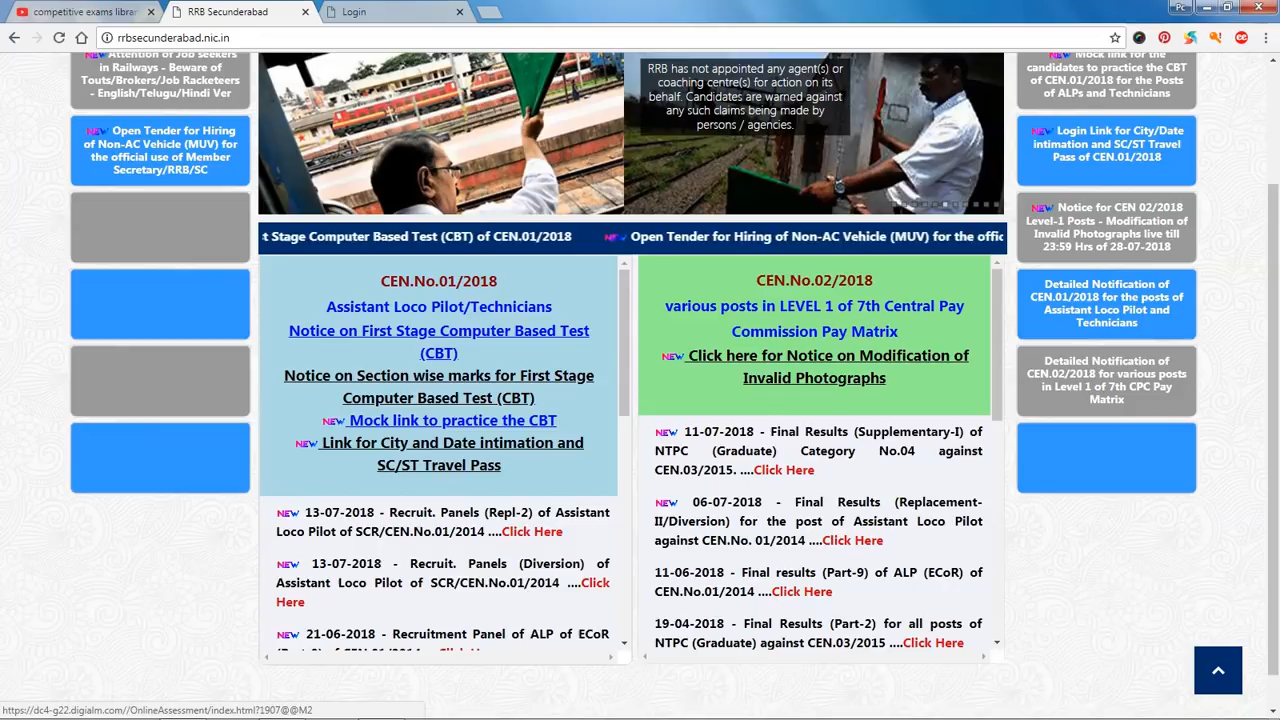 competitive exams librar
RRB Secunderabad
Login
Pc
rrbsecunderabad.nic.in
Attention of Job seekers
in Railways - Beware of
Touts/Brokers/Job Racketeers
- English/Telugu/Hindi Ver
NEW Open Tender for Hiring
of Non-AC Vehicle (MUV) for
the official use of Member
Secretary/RRB/SC
RRB has not appointed any agent(s) or
coaching centre(s) for action on its
behalf. Candidates are warned against
any such claims being made by
persons / agencies.
NEW Mock link for the
candidates to practice the CBT
of CEN.01/2018 for the Posts
of ALPs and Technicians
NEW Login Link for City/Date
intimation and SC/ST Travel
Pass of CEN.01/2018
NEW Notice for CEN 02/2018
Level-1 Posts - Modification of
Invalid Photographs live till
23:59 Hrs of 28-07-2018
Detailed Notification of
CEN.01/2018 for the posts of
Assistant Loco Pilot and
Technicians
Detailed Notification of
CEN.02/2018 for various posts
in Level 1 of 7th CPC Pay
Matrix
t Stage Computer Based Test (CBT) of CEN.01/2018 NEW Open Tender for Hiring of Non-AC Vehicle (MUV) for the offic
CEN.No.01/2018
Assistant Loco Pilot/Technicians
Notice on First Stage Computer Based Test
(CBT)
Notice on Section wise marks for First Stage
Computer Based Test (CBT)
NEW Mock link to practice the CBT
NEW Link for City and Date intimation and
SC/ST Travel Pass
NEW 13-07-2018 - Recruit. Panels (Repl-2) of Assistant
Loco Pilot of SCR/CEN.No.01/2014 ....Click Here
NEW 13-07-2018 - Recruit. Panels (Diversion) of
Assistant Loco Pilot of SCR/CEN.No.01/2014 ....Click
Here
NEW 21-06-2018 - Recruitment Panel of ALP of ECoR
CEN.No.02/2018
various posts in LEVEL 1 of 7th Central Pay
Commission Pay Matrix
NEW Click here for Notice on Modification of
Invalid Photographs
NEW 11-07-2018 - Final Results (Supplementary-I) of
NTPC (Graduate) Category No.04 against
CEN.03/2015. ....Click Here
NEW 06-07-2018 - Final Results (Replacement-
II/Diversion) for the post of Assistant Loco Pilot
against CEN.No. 01/2014 ....Click Here
11-06-2018 - Final results (Part-9) of ALP (ECoR) of
CEN.No.01/2014 ....Click Here
19-04-2018 - Final Results (Part-2) for all posts of
NTPC (Graduate) against CEN.03/2015 ....Click Here
https://dc4-g22.digialm.com//OnlineAssessment/index.html?1907@@M2